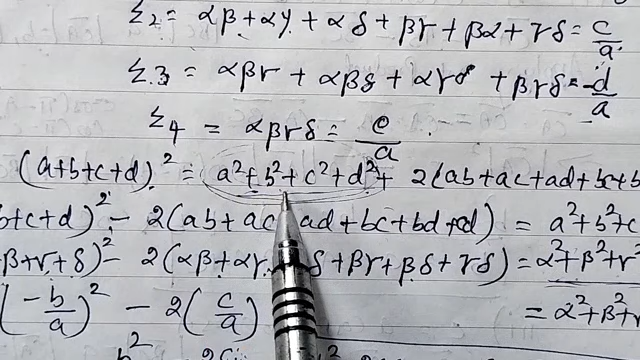 Σ2 = αβ + αγ + αδ + βγ + βα + γδ = c/a
Σ3 = αβγ + αβδ + αγδ + βγδ = -d/a
Σ4 = αβγδ = e/a
(a+b+c+d)² = a² + b² + c² + d² + 2(ab+ac+ad+bc+b
b+c+d)² - 2(ab+ac ad+bc+bd+cd) = a²+b²+c
β+γ+δ)² - 2(αβ+αγ δ+βγ+βδ+γδ) = α²+β²+γ²
(-b/a)² - 2(c/a) = α²+β²+γ
b²